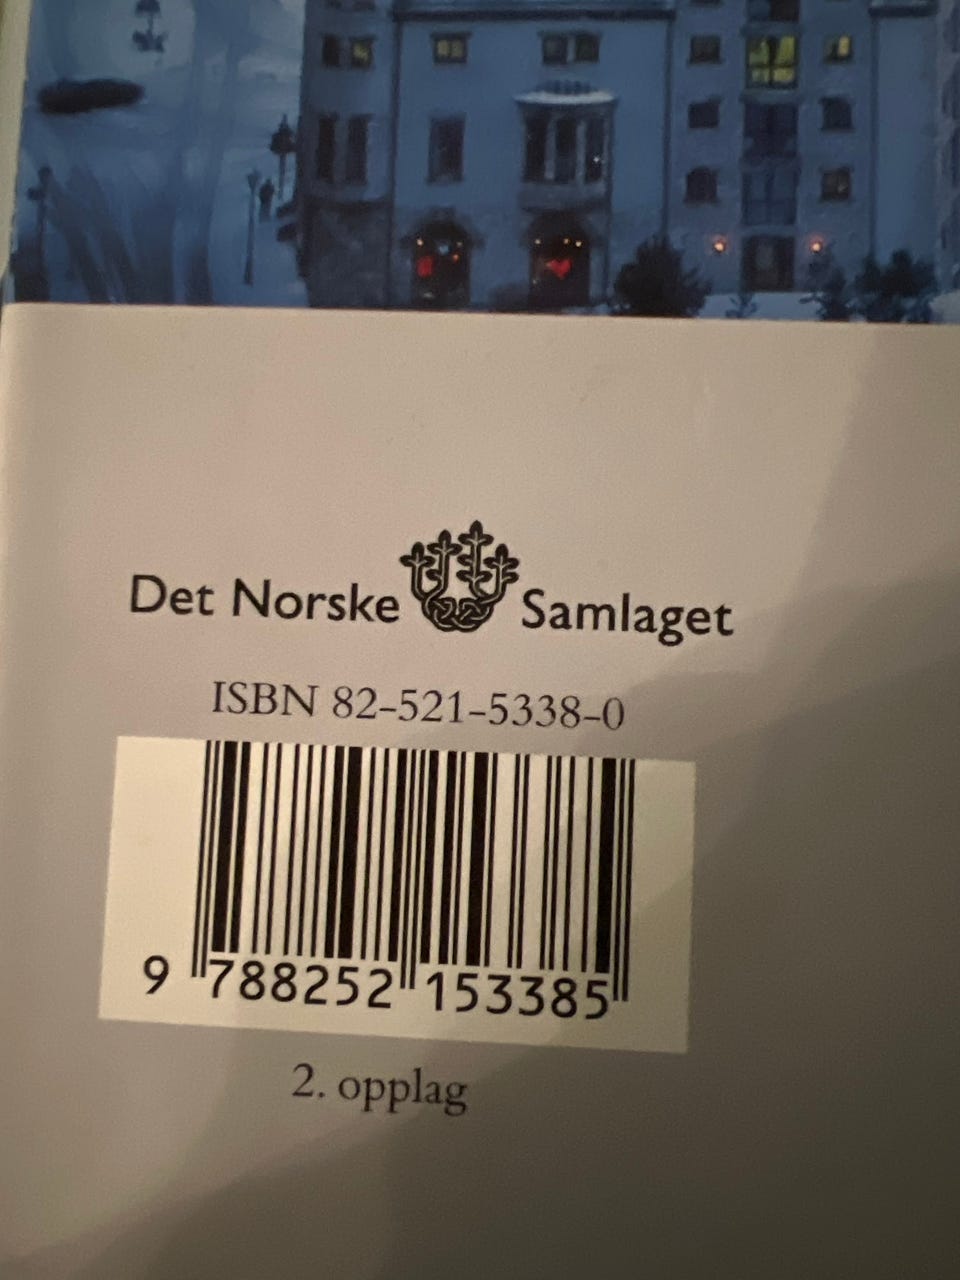 Det Norske Samlaget
ISBN 82-521-5338-0
9 788252 153385
2. opplag